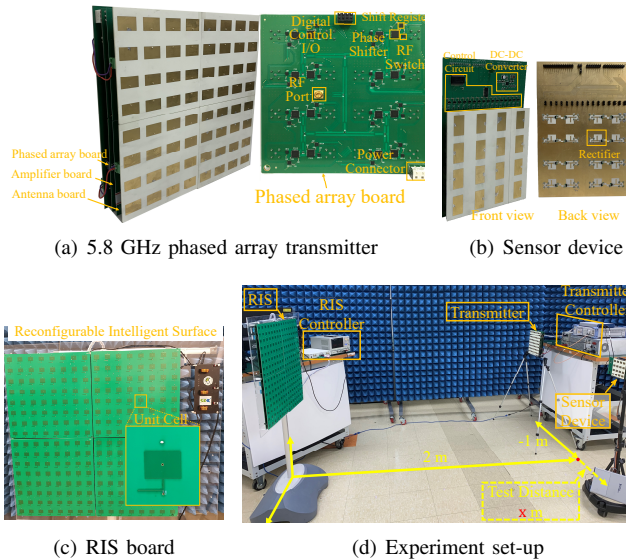 Digital
Control
I/O
Shift Register
Phase
Shifter
RF
Switch
RF
Port
Power
Connector
Phased array board
Amplifier board
Antenna board
Phased array board
Control
Circuit
DC-DC
Converter
Rectifier
Front view
Back view
(a) 5.8 GHz phased array transmitter
(b) Sensor device
Reconfigurable Intelligent Surface
Unit Cell
RIS
RIS
Controller
Transmitter
Transmitter
Controller
Sensor
Device
-1 m
2 m
Test Distance
x m
(c) RIS board
(d) Experiment set-up